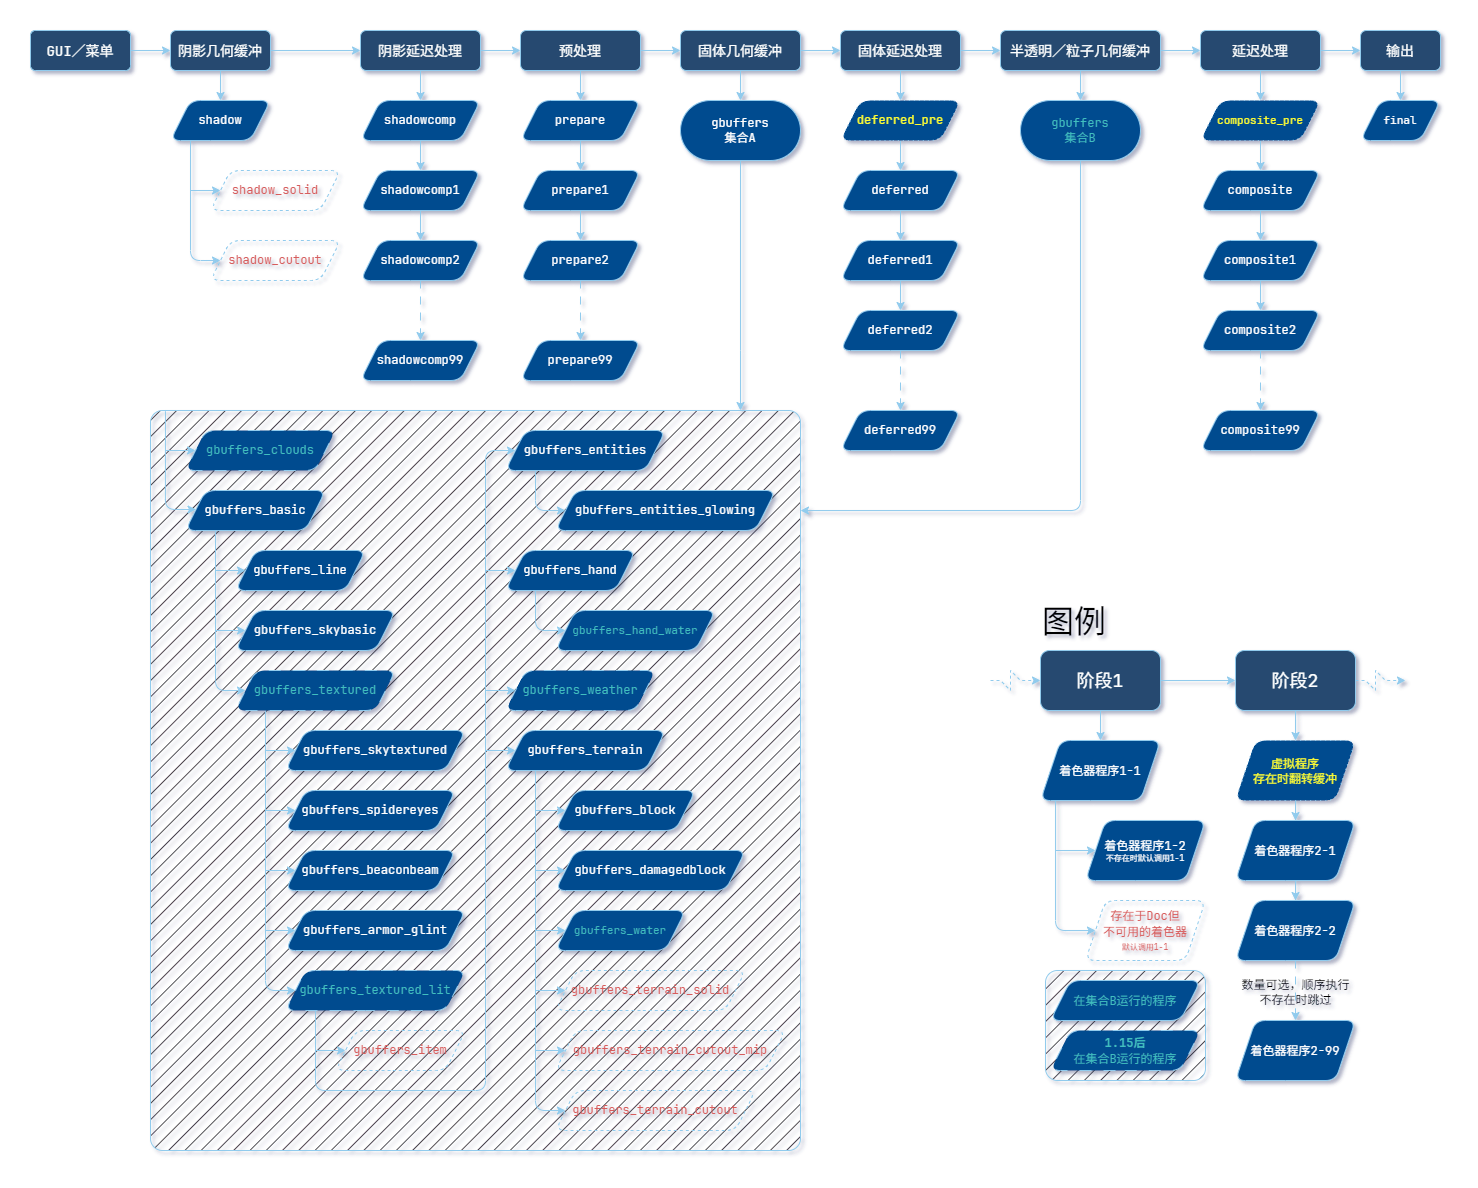 GUI／菜单
阴影几何缓冲
阴影延迟处理
预处理
固体几何缓冲
固体延迟处理
半透明／粒子几何缓冲
延迟处理
输出
shadow
shadow_solid
shadow_cutout
shadowcomp
shadowcomp1
shadowcomp2
shadowcomp99
prepare
prepare1
prepare2
prepare99
gbuffers
集合A
deferred_pre
deferred
deferred1
deferred2
deferred99
gbuffers
集合B
composite_pre
composite
composite1
composite2
composite99
final
gbuffers_clouds
gbuffers_basic
gbuffers_line
gbuffers_skybasic
gbuffers_textured
gbuffers_skytextured
gbuffers_spidereyes
gbuffers_beaconbeam
gbuffers_armor_glint
gbuffers_textured_lit
gbuffers_item
gbuffers_entities
gbuffers_entities_glowing
gbuffers_hand
gbuffers_hand_water
gbuffers_weather
gbuffers_terrain
gbuffers_block
gbuffers_damagedblock
gbuffers_water
gbuffers_terrain_solid
gbuffers_terrain_cutout_mip
gbuffers_terrain_cutout
图例
阶段1
阶段2
着色器程序1-1
着色器程序1-2
不存在时默认调用1-1
存在于Doc但
不可用的着色器
默认调用1-1
在集合B运行的程序
1.15后
在集合B运行的程序
虚拟程序
存在时翻转缓冲
着色器程序2-1
着色器程序2-2
数量可选，顺序执行
不存在时跳过
着色器程序2-99